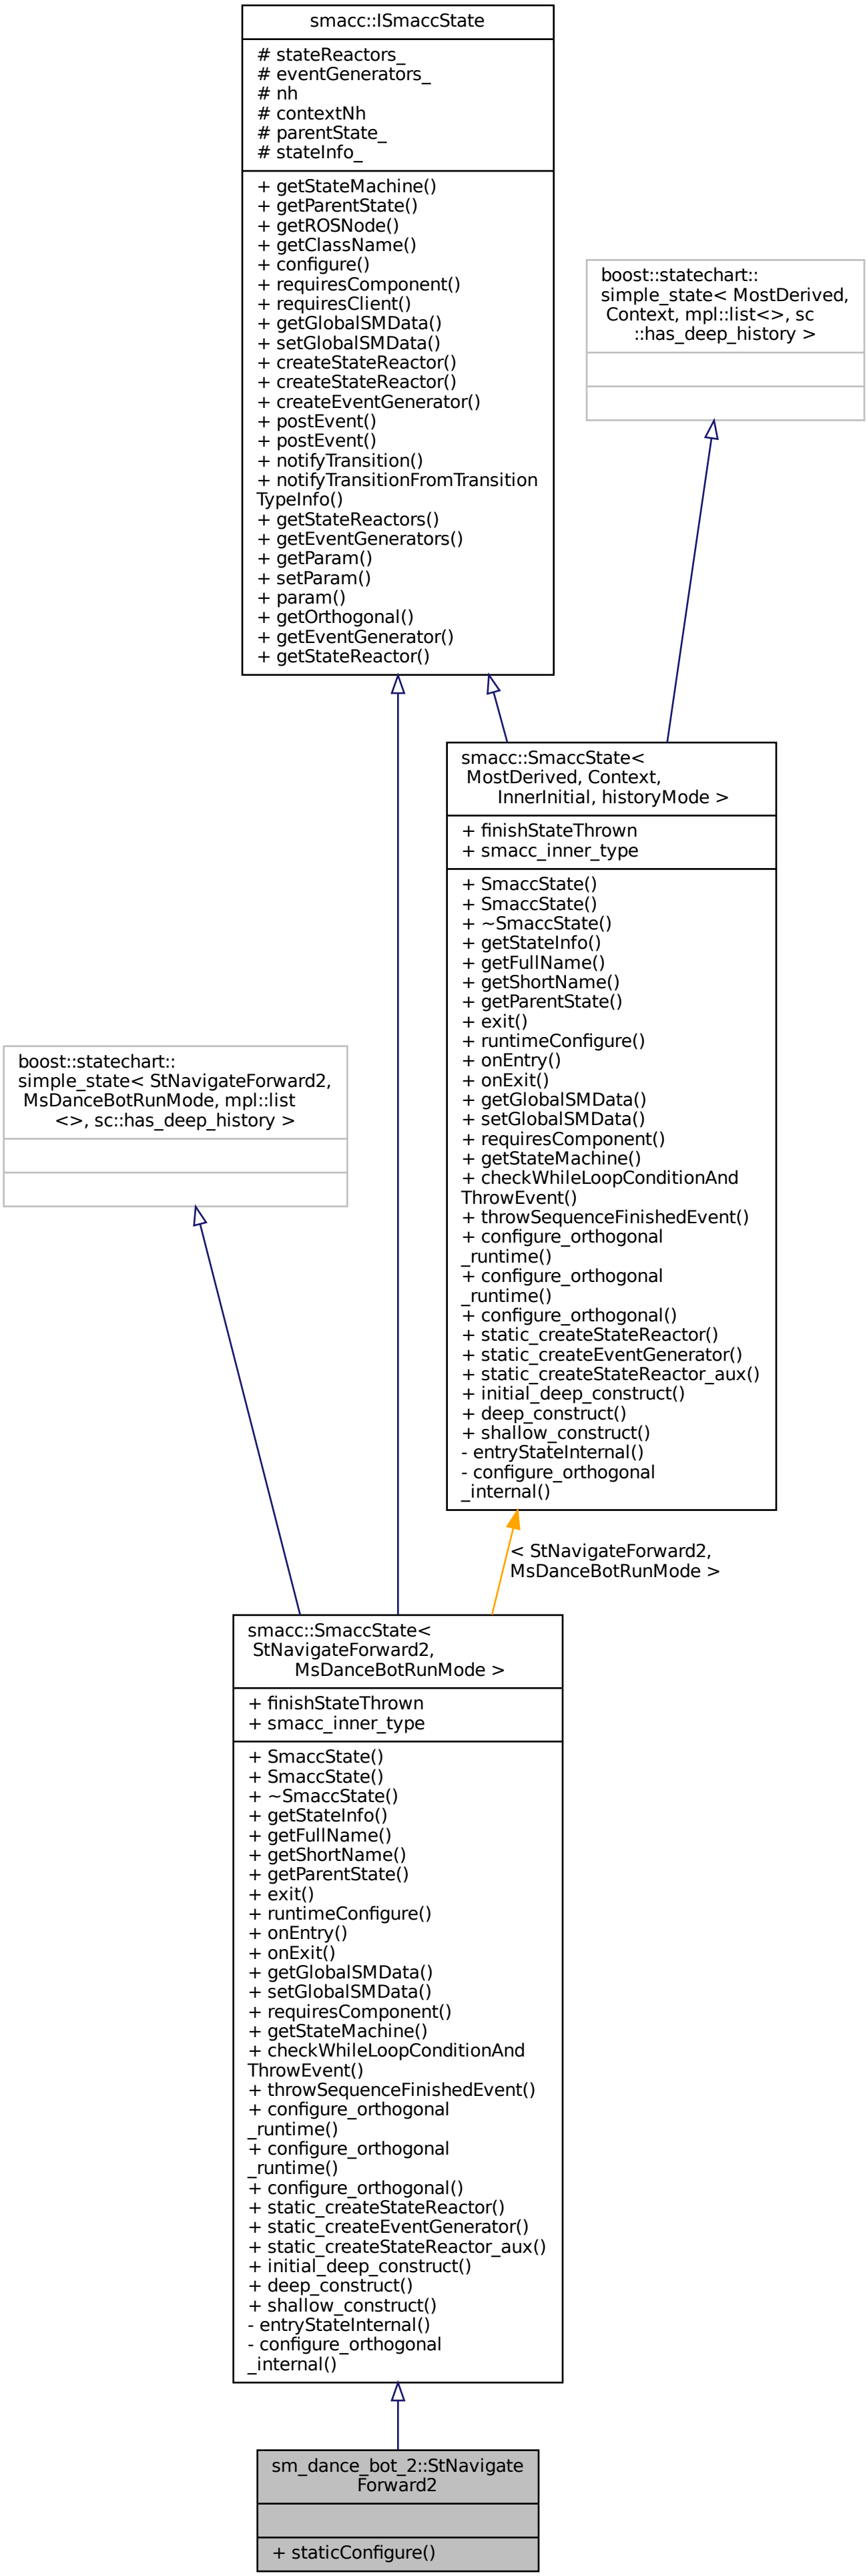 smacc::ISmaccState
# stateReactors_
# eventGenerators_
# nh
# contextNh
# parentState_
# stateInfo_
+ getStateMachine()
+ getParentState()
+ getROSNode()
+ getClassName()
+ configure()
+ requiresComponent()
+ requiresClient()
+ getGlobalSMData()
+ setGlobalSMData()
+ createStateReactor()
+ createStateReactor()
+ createEventGenerator()
+ postEvent()
+ postEvent()
+ notifyTransition()
+ notifyTransitionFromTransition
TypeInfo()
+ getStateReactors()
+ getEventGenerators()
+ getParam()
+ setParam()
+ param()
+ getOrthogonal()
+ getEventGenerator()
+ getStateReactor()
boost::statechart::
simple_state< MostDerived,
Context, mpl::list<>, sc
::has_deep_history >
smacc::SmaccState<
MostDerived, Context,
InnerInitial, historyMode >
+ finishStateThrown
+ smacc_inner_type
+ SmaccState()
+ SmaccState()
+ ~SmaccState()
+ getStateInfo()
+ getFullName()
+ getShortName()
+ getParentState()
+ exit()
+ runtimeConfigure()
+ onEntry()
+ onExit()
+ getGlobalSMData()
+ setGlobalSMData()
+ requiresComponent()
+ getStateMachine()
+ checkWhileLoopConditionAnd
ThrowEvent()
+ throwSequenceFinishedEvent()
+ configure_orthogonal
_runtime()
+ configure_orthogonal
_runtime()
+ configure_orthogonal()
+ static_createStateReactor()
+ static_createEventGenerator()
+ static_createStateReactor_aux()
+ initial_deep_construct()
+ deep_construct()
+ shallow_construct()
- entryStateInternal()
- configure_orthogonal
_internal()
boost::statechart::
simple_state< StNavigateForward2,
MsDanceBotRunMode, mpl::list
<>, sc::has_deep_history >
< StNavigateForward2,
MsDanceBotRunMode >
smacc::SmaccState<
StNavigateForward2,
MsDanceBotRunMode >
+ finishStateThrown
+ smacc_inner_type
+ SmaccState()
+ SmaccState()
+ ~SmaccState()
+ getStateInfo()
+ getFullName()
+ getShortName()
+ getParentState()
+ exit()
+ runtimeConfigure()
+ onEntry()
+ onExit()
+ getGlobalSMData()
+ setGlobalSMData()
+ requiresComponent()
+ getStateMachine()
+ checkWhileLoopConditionAnd
ThrowEvent()
+ throwSequenceFinishedEvent()
+ configure_orthogonal
_runtime()
+ configure_orthogonal
_runtime()
+ configure_orthogonal()
+ static_createStateReactor()
+ static_createEventGenerator()
+ static_createStateReactor_aux()
+ initial_deep_construct()
+ deep_construct()
+ shallow_construct()
- entryStateInternal()
- configure_orthogonal
_internal()
sm_dance_bot_2::StNavigate
Forward2
+ staticConfigure()